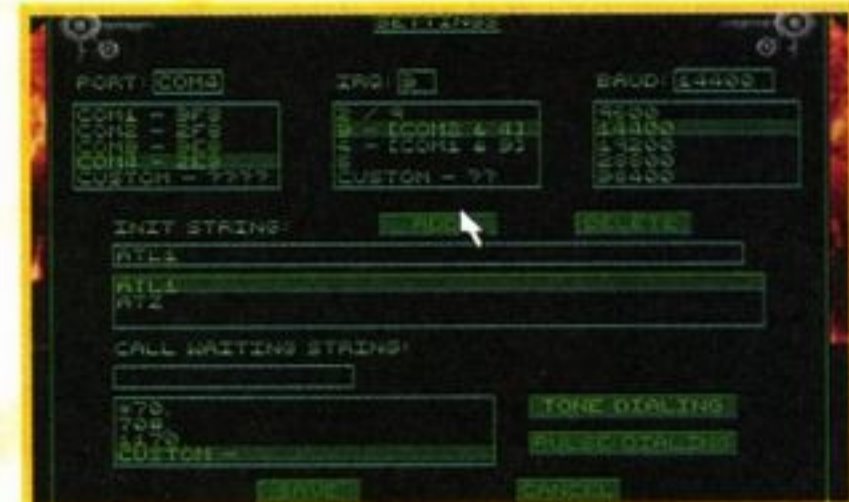 SETTINGS
PORT: COM4
IRQ: 3
BAUD: 14400
COM1 - 3F8
COM2 - 2F8
COM3 - 3E8
COM4 - 2E8
CUSTOM - ????
3 - [COM2 & 4]
4 - [COM1 & 3]
CUSTOM - ??
9600
14400
19200
28800
38400
INIT STRING:
ADD
DELETE
ATL1
ATL1
ATZ
CALL WAITING STRING:
*70,
70#,
1170,
CUSTOM -
TONE DIALING
PULSE DIALING
SAVE
CANCEL